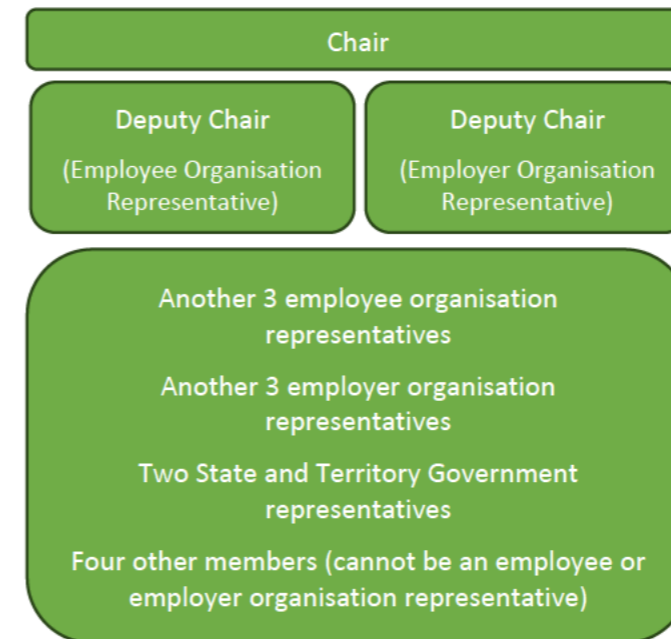 Chair
Deputy Chair
(Employee Organisation
Representative)
Deputy Chair
(Employer Organisation
Representative)
Another 3 employee organisation
representatives
Another 3 employer organisation
representatives
Two State and Territory Government
representatives
Four other members (cannot be an employee or
employer organisation representative)